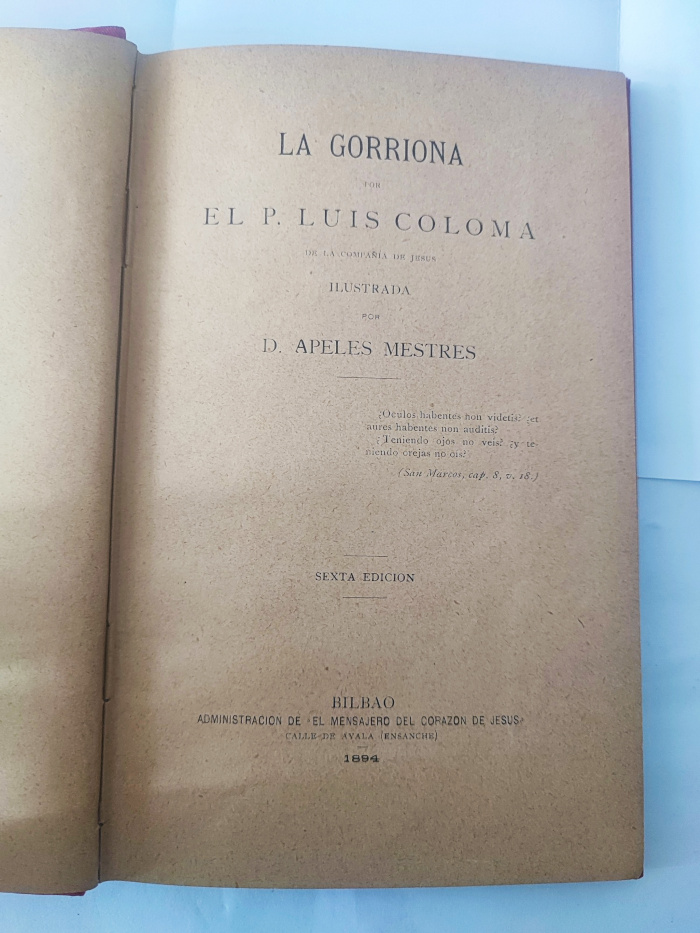 LA GORRIONA
POR
EL P. LUIS COLOMA
DE LA COMPAÑÍA DE JESUS
ILUSTRADA
POR
D. APELES MESTRES
¿Oculos habentes non videtis? ¿et
aures habentes non auditis?
¿Teniendo ojos no veis? ¿y te-
niendo orejas no ois?
(San Marcos, cap. 8, v. 18.)
SEXTA EDICION
BILBAO
ADMINISTRACION DE «EL MENSAJERO DEL CORAZON DE JESUS»
CALLE DE AYALA (ENSANCHE)
1894